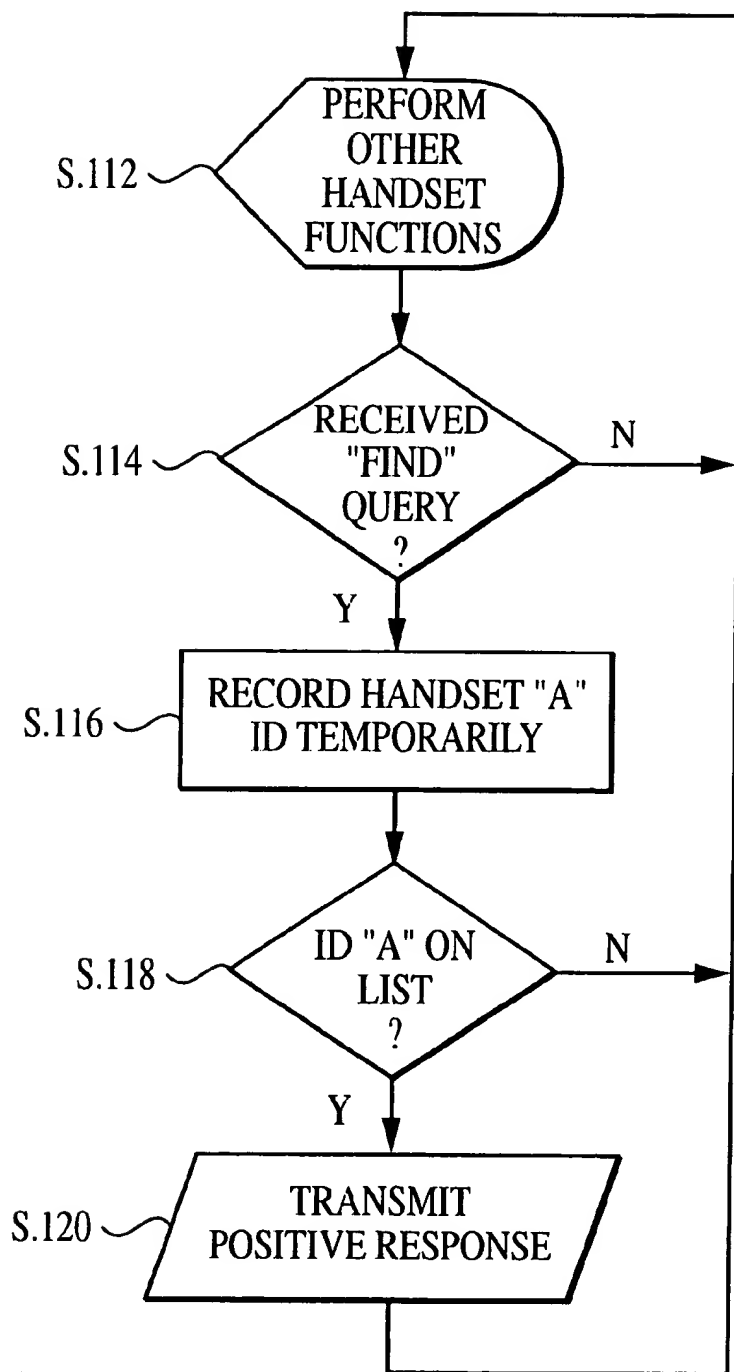 PERFORM
OTHER
HANDSET
FUNCTIONS
S.112
RECEIVED
"FIND"
QUERY
?
S.114
N
Y
RECORD HANDSET "A"
ID TEMPORARILY
S.116
ID "A" ON
LIST
?
S.118
N
Y
TRANSMIT
POSITIVE RESPONSE
S.120